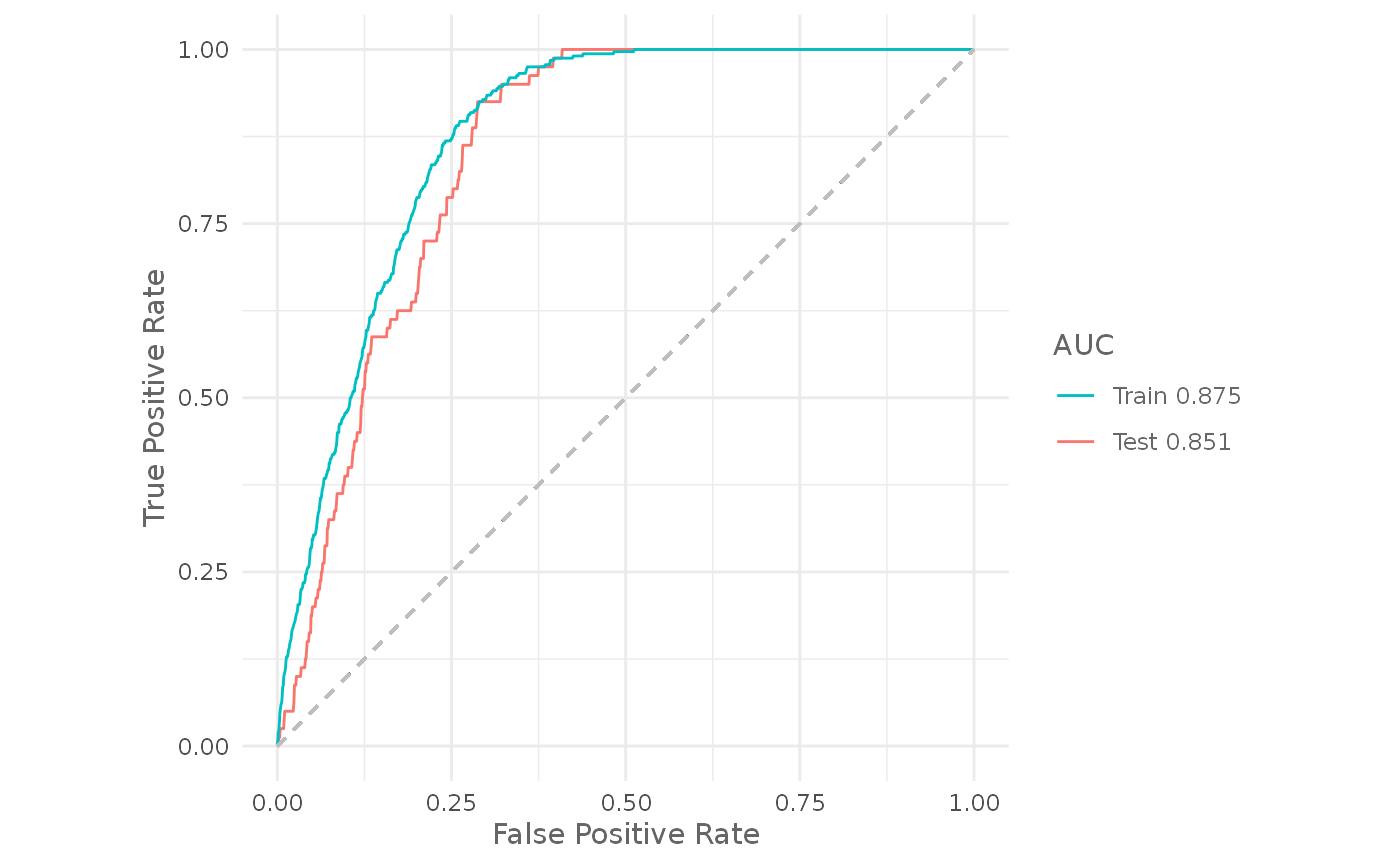 1.00
0.75
0.50
0.25
0.00
True Positive Rate
0.00 0.25 0.50 0.75 1.00
False Positive Rate
AUC
Train 0.875
Test 0.851